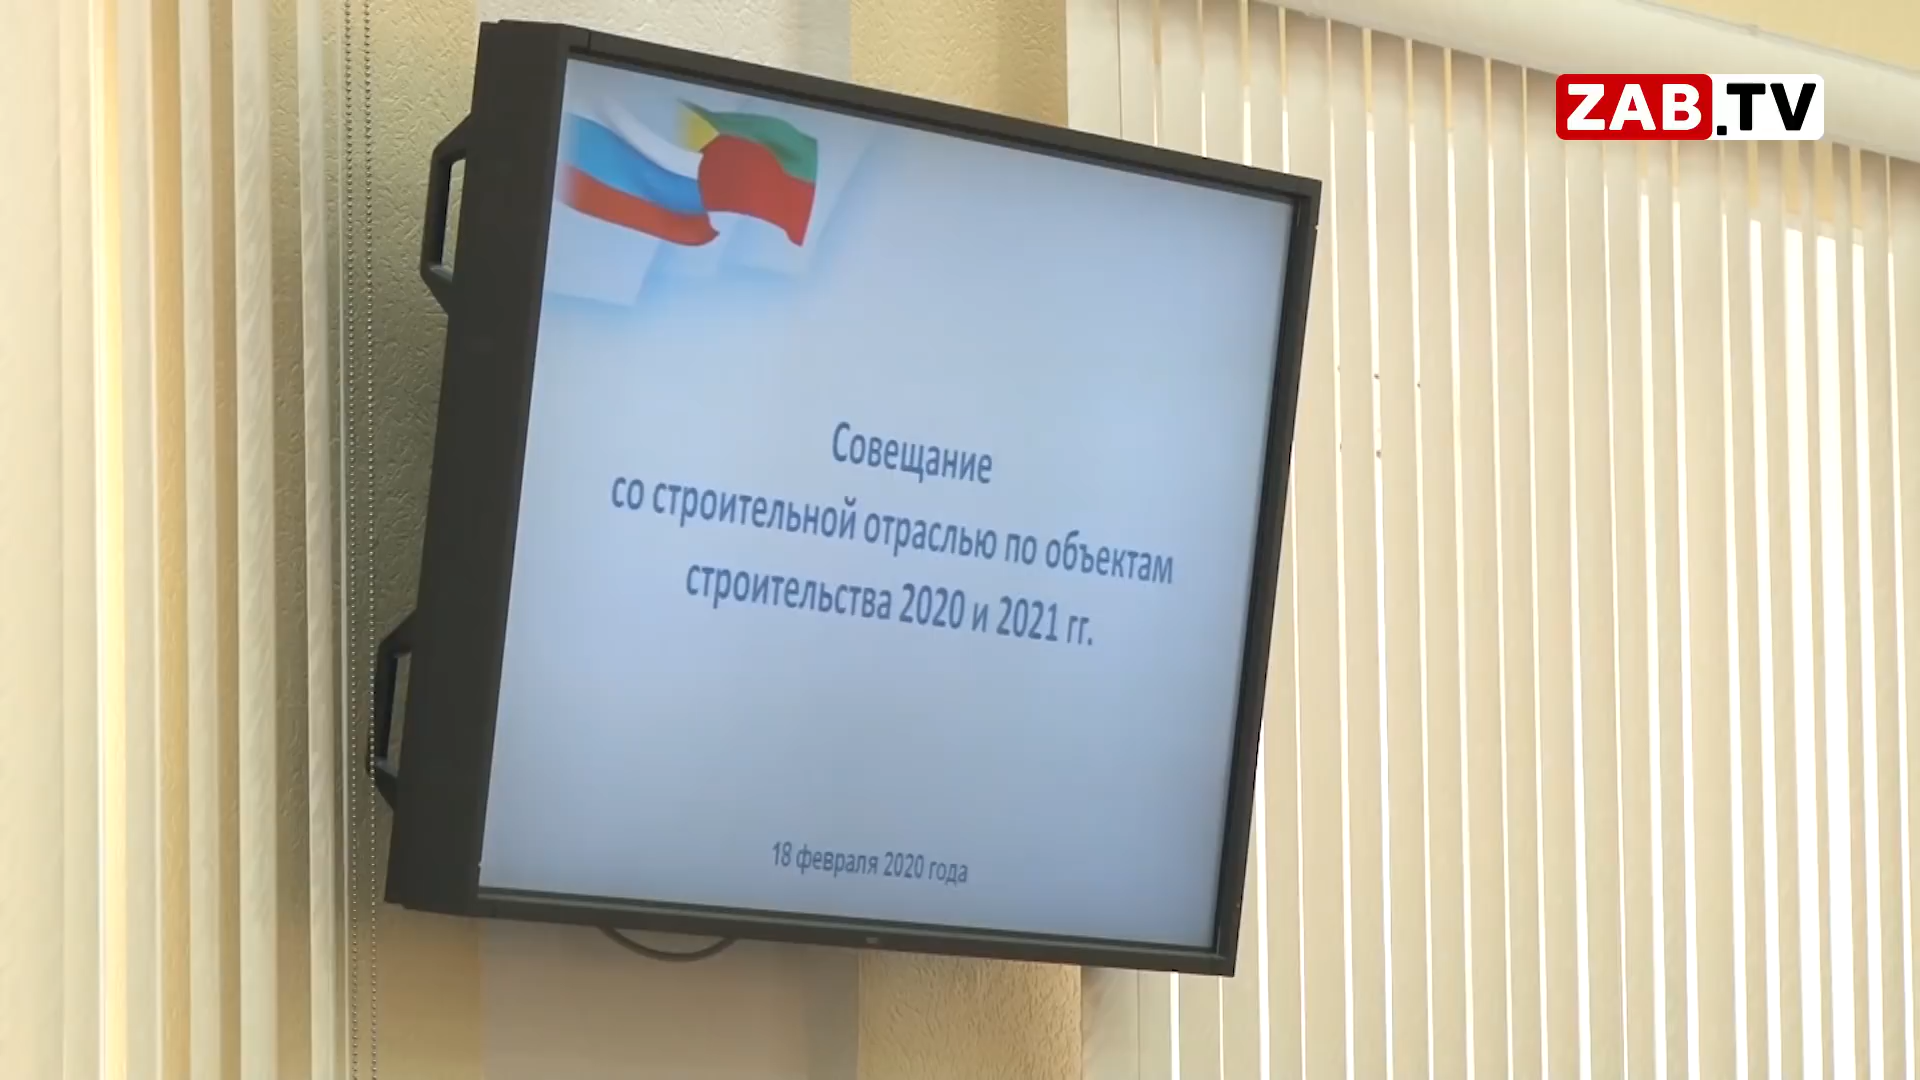 ZAB.TV
Совещание
со строительной отраслью по объектам
строительства 2020 и 2021 гг.
18 февраля 2020 года